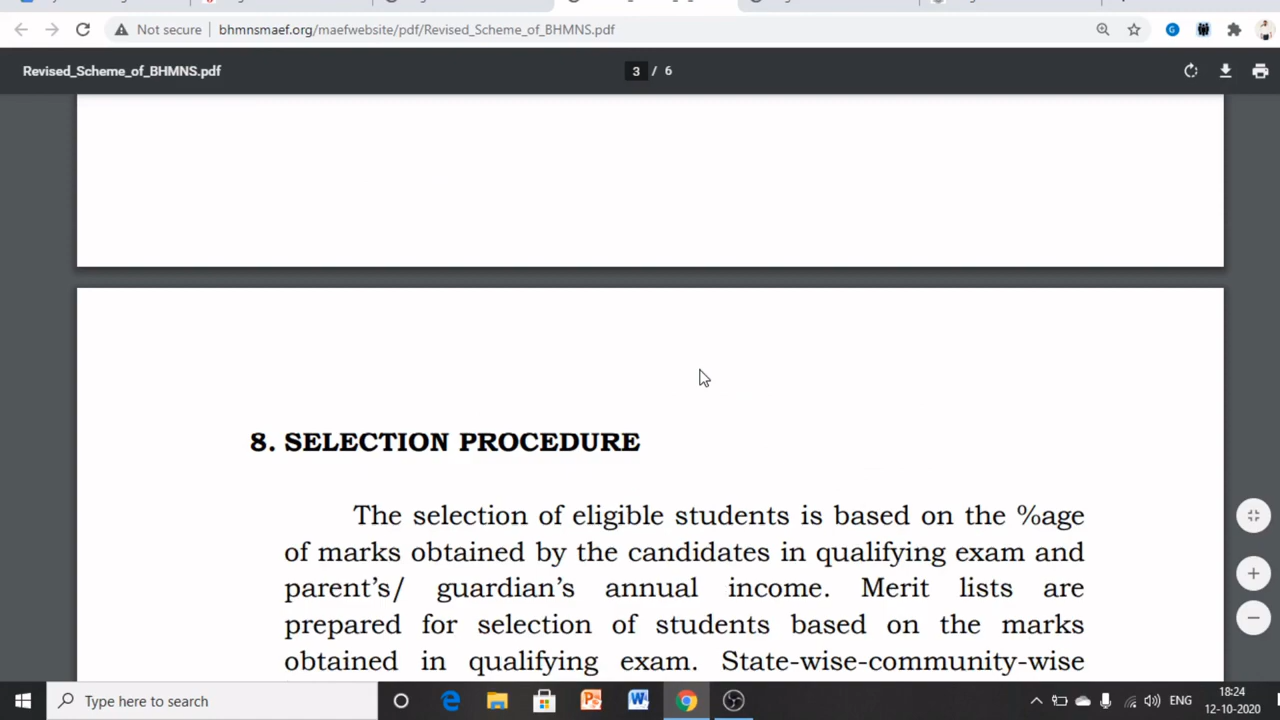 Not secure bhmnsmaef.org/maefwebsite/pdf/Revised_Scheme_of_BHMNS.pdf
Revised_Scheme_of_BHMNS.pdf 3 / 6
8. SELECTION PROCEDURE
The selection of eligible students is based on the %age
of marks obtained by the candidates in qualifying exam and
parent's/ guardian's annual income. Merit lists are
prepared for selection of students based on the marks
obtained in qualifying exam. State-wise-community-wise
Type here to search
ENG
18:24
12-10-2020